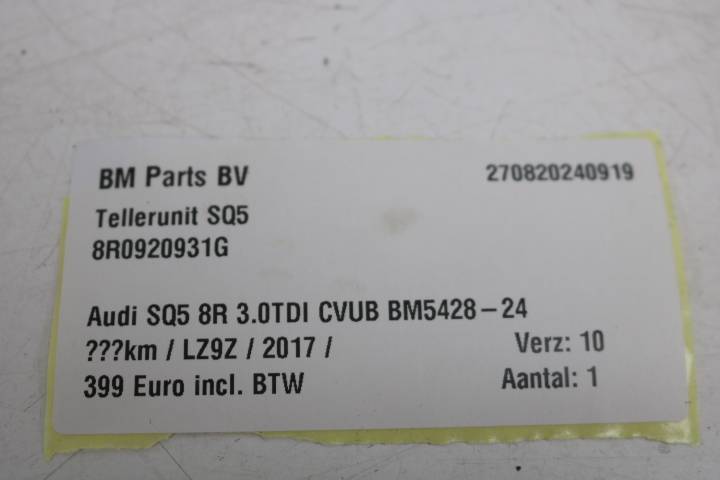 BM Parts BV 270820240919
Tellerunit SQ5
8R0920931G
Audi SQ5 8R 3.0TDI CVUB BM5428-24
???km / LZ9Z / 2017 / Verz: 10
399 Euro incl. BTW Aantal: 1